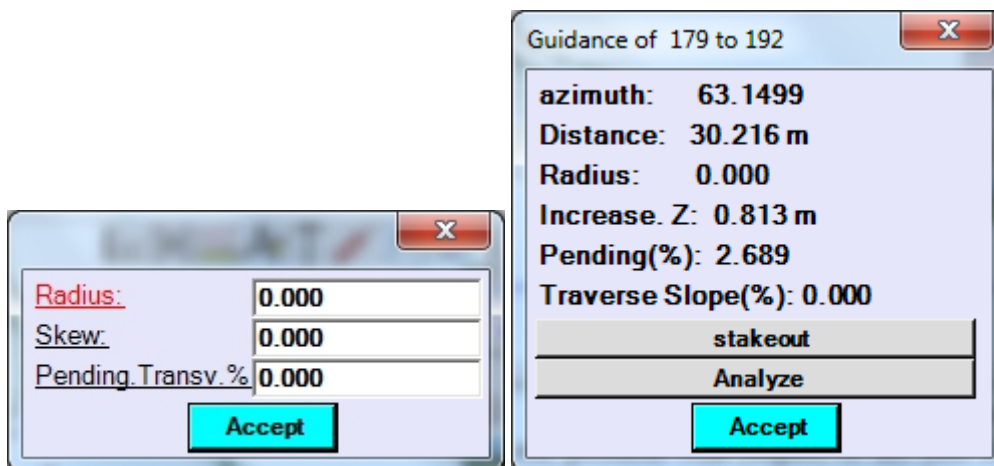 Radius: 0.000
Skew: 0.000
Pending.Transv.% 0.000
Accept
Guidance of 179 to 192
azimuth: 63.1499
Distance: 30.216 m
Radius: 0.000
Increase. Z: 0.813 m
Pending(%): 2.689
Traverse Slope(%): 0.000
stakeout
Analyze
Accept